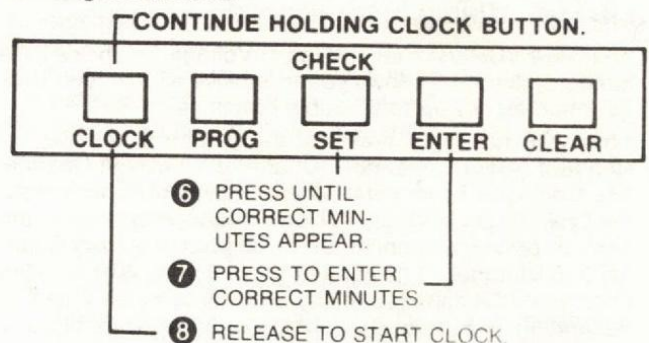 CONTINUE HOLDING CLOCK BUTTON.
CHECK
CLOCK PROG SET ENTER CLEAR
6 PRESS UNTIL
CORRECT MIN-
UTES APPEAR.
7 PRESS TO ENTER
CORRECT MINUTES
8 RELEASE TO START CLOCK.